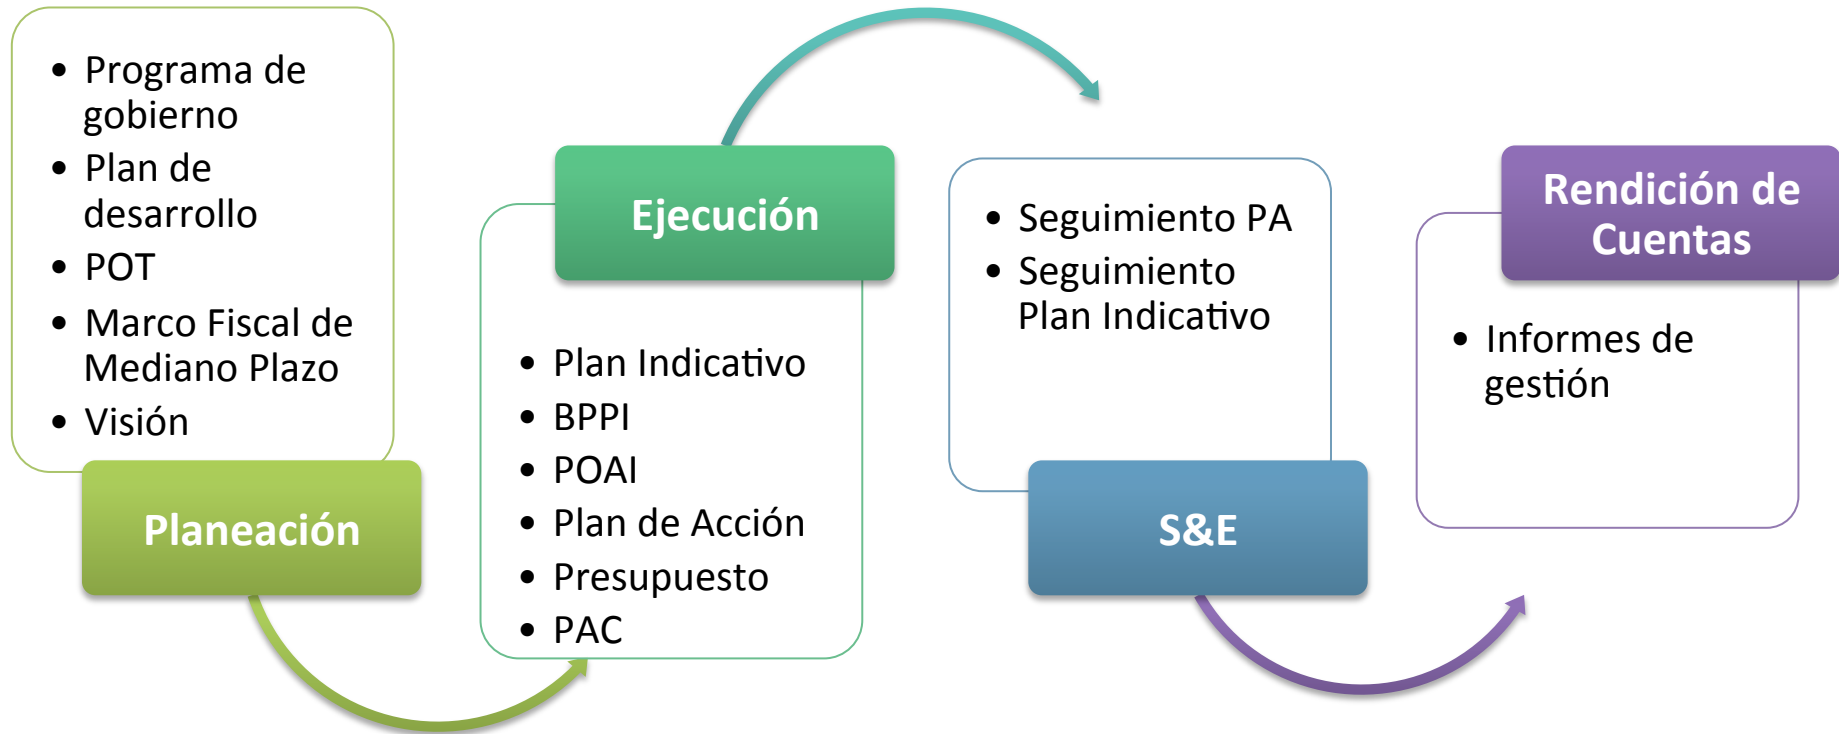 • Programa de
gobierno
• Plan de
desarrollo
• POT
• Marco Fiscal de
Mediano Plazo
• Visión
Planeación
Ejecución
• Plan Indicativo
• BPPI
• POAI
• Plan de Acción
• Presupuesto
• PAC
• Seguimiento PA
• Seguimiento
Plan Indicativo
S&E
Rendición de
Cuentas
• Informes de
gestión